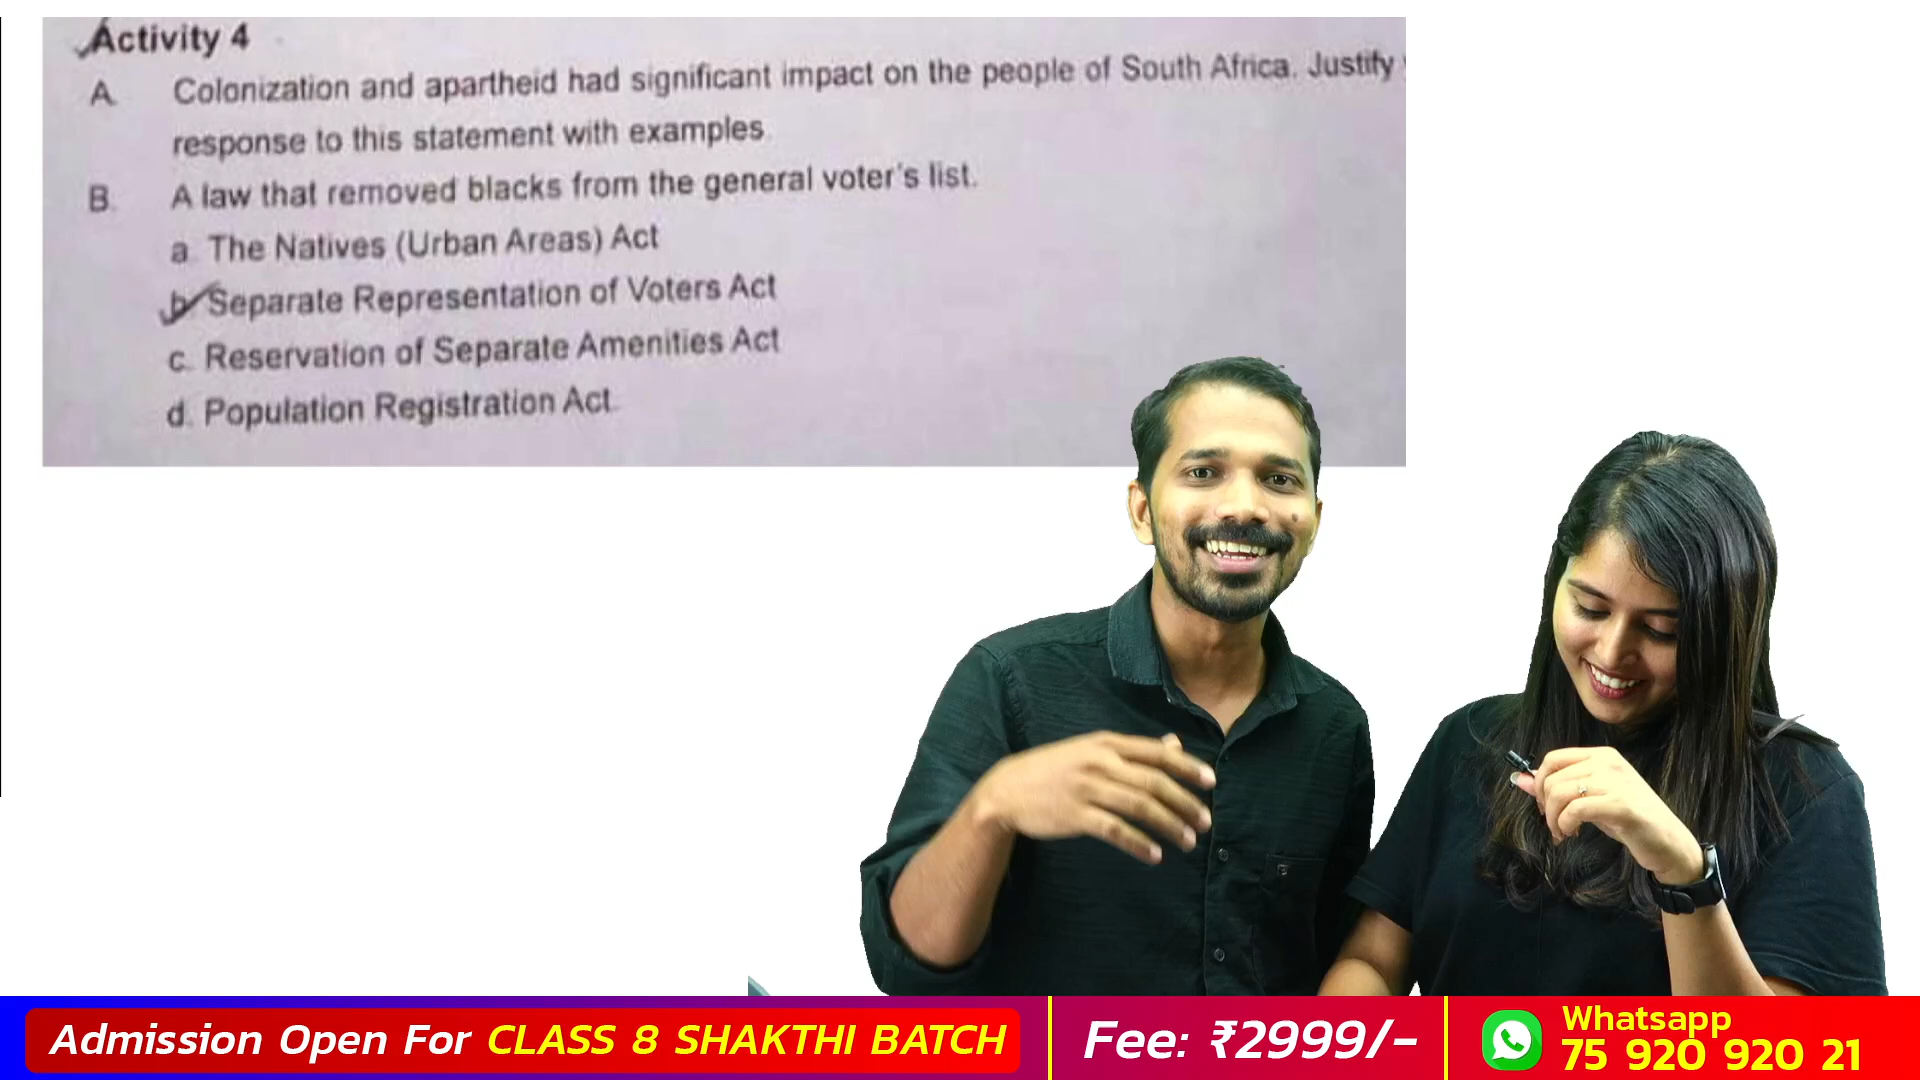 Activity 4
A. Colonization and apartheid had significant impact on the people of South Africa. Justify
response to this statement with examples
B. A law that removed blacks from the general voter's list.
a. The Natives (Urban Areas) Act
b. Separate Representation of Voters Act
c. Reservation of Separate Amenities Act
d. Population Registration Act
Admission Open For CLASS 8 SHAKTHI BATCH
Fee: ₹2999/-
Whatsapp
75 920 920 21